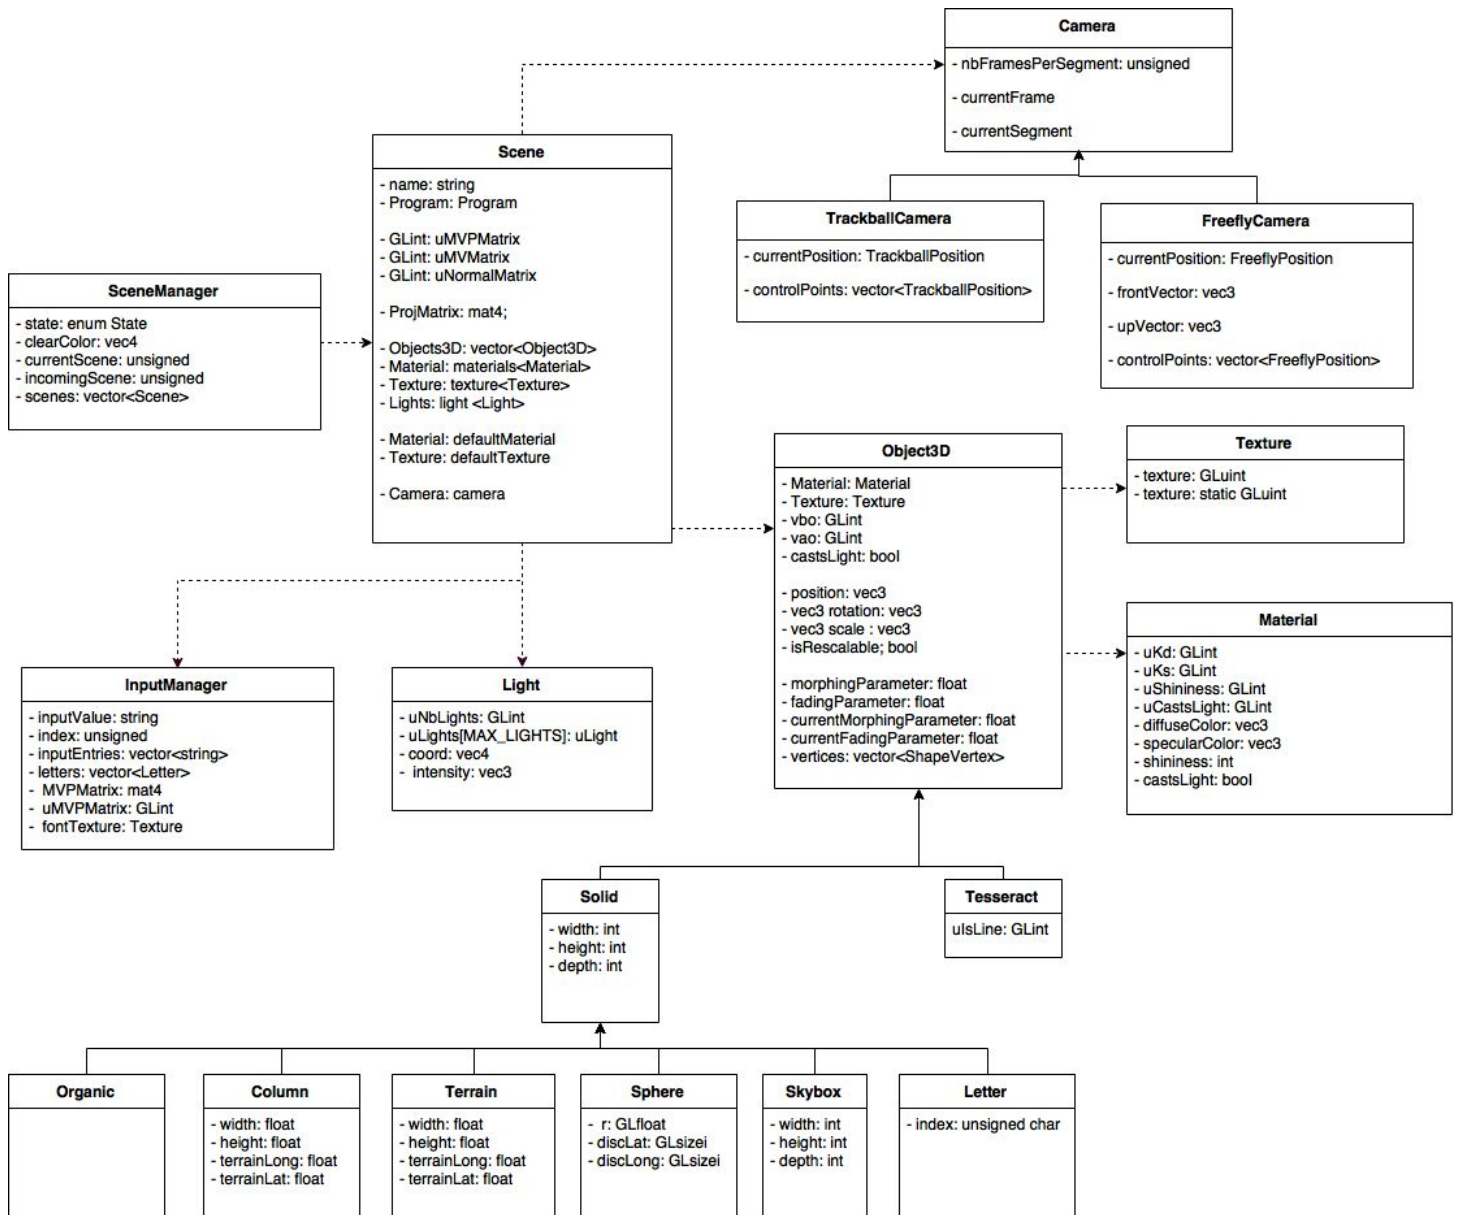 Camera
- nbFramesPerSegment: unsigned
- currentFrame
- currentSegment
Scene
- name: string
- Program: Program
- GLint: uMVPMatrix
- GLint: uMVMatrix
- GLint: uNormalMatrix
- ProjMatrix: mat4;
- Objects3D: vector<Object3D>
- Material: materials<Material>
- Texture: texture<Texture>
- Lights: light <Light>
- Material: defaultMaterial
- Texture: defaultTexture
- Camera: camera
TrackballCamera
- currentPosition: TrackballPosition
- controlPoints: vector<TrackballPosition>
FreeflyCamera
- currentPosition: FreeflyPosition
- frontVector: vec3
- upVector: vec3
- controlPoints: vector<FreeflyPosition>
SceneManager
- state: enum State
- clearColor: vec4
- currentScene: unsigned
- incomingScene: unsigned
- scenes: vector<Scene>
Object3D
- Material: Material
- Texture: Texture
- vbo: GLint
- vao: GLint
- castsLight: bool
- position: vec3
- vec3 rotation: vec3
- vec3 scale : vec3
- isRescalable; bool
- morphingParameter: float
- fadingParameter: float
- currentMorphingParameter: float
- currentFadingParameter: float
- vertices: vector<ShapeVertex>
Texture
- texture: GLuint
- texture: static GLuint
Material
- uKd: GLint
- uKs: GLint
- uShininess: GLint
- uCastsLight: GLint
- diffuseColor: vec3
- specularColor: vec3
- shininess: int
- castsLight: bool
InputManager
- inputValue: string
- index: unsigned
- inputEntries: vector<string>
- letters: vector<Letter>
- MVPMatrix: mat4
- uMVPMatrix: GLint
- fontTexture: Texture
Light
- uNbLights: GLint
- uLights[MAX_LIGHTS]: uLight
- coord: vec4
- intensity: vec3
Solid
- width: int
- height: int
- depth: int
Tesseract
uIsLine: GLint
Organic
Column
- width: float
- height: float
- terrainLong: float
- terrainLat: float
Terrain
- width: float
- height: float
- terrainLong: float
- terrainLat: float
Sphere
- r: GLfloat
- discLat: GLsizei
- discLong: GLsizei
Skybox
- width: int
- height: int
- depth: int
Letter
- index: unsigned char